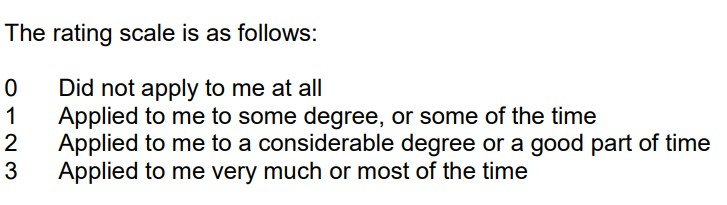 The rating scale is as follows:
0 Did not apply to me at all
1 Applied to me to some degree, or some of the time
2 Applied to me to a considerable degree or a good part of time
3 Applied to me very much or most of the time